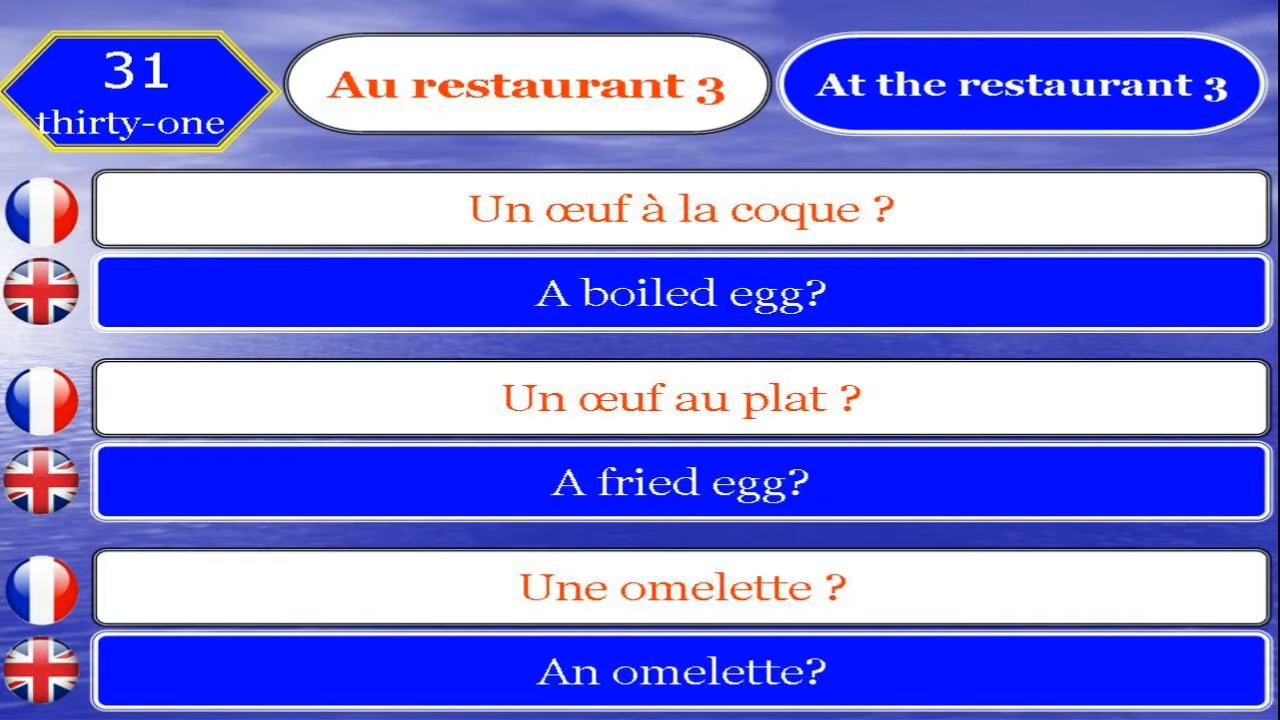 31
thirty-one
Au restaurant 3
At the restaurant 3
Un œuf à la coque ?
A boiled egg?
Un œuf au plat ?
A fried egg?
Une omelette ?
An omelette?